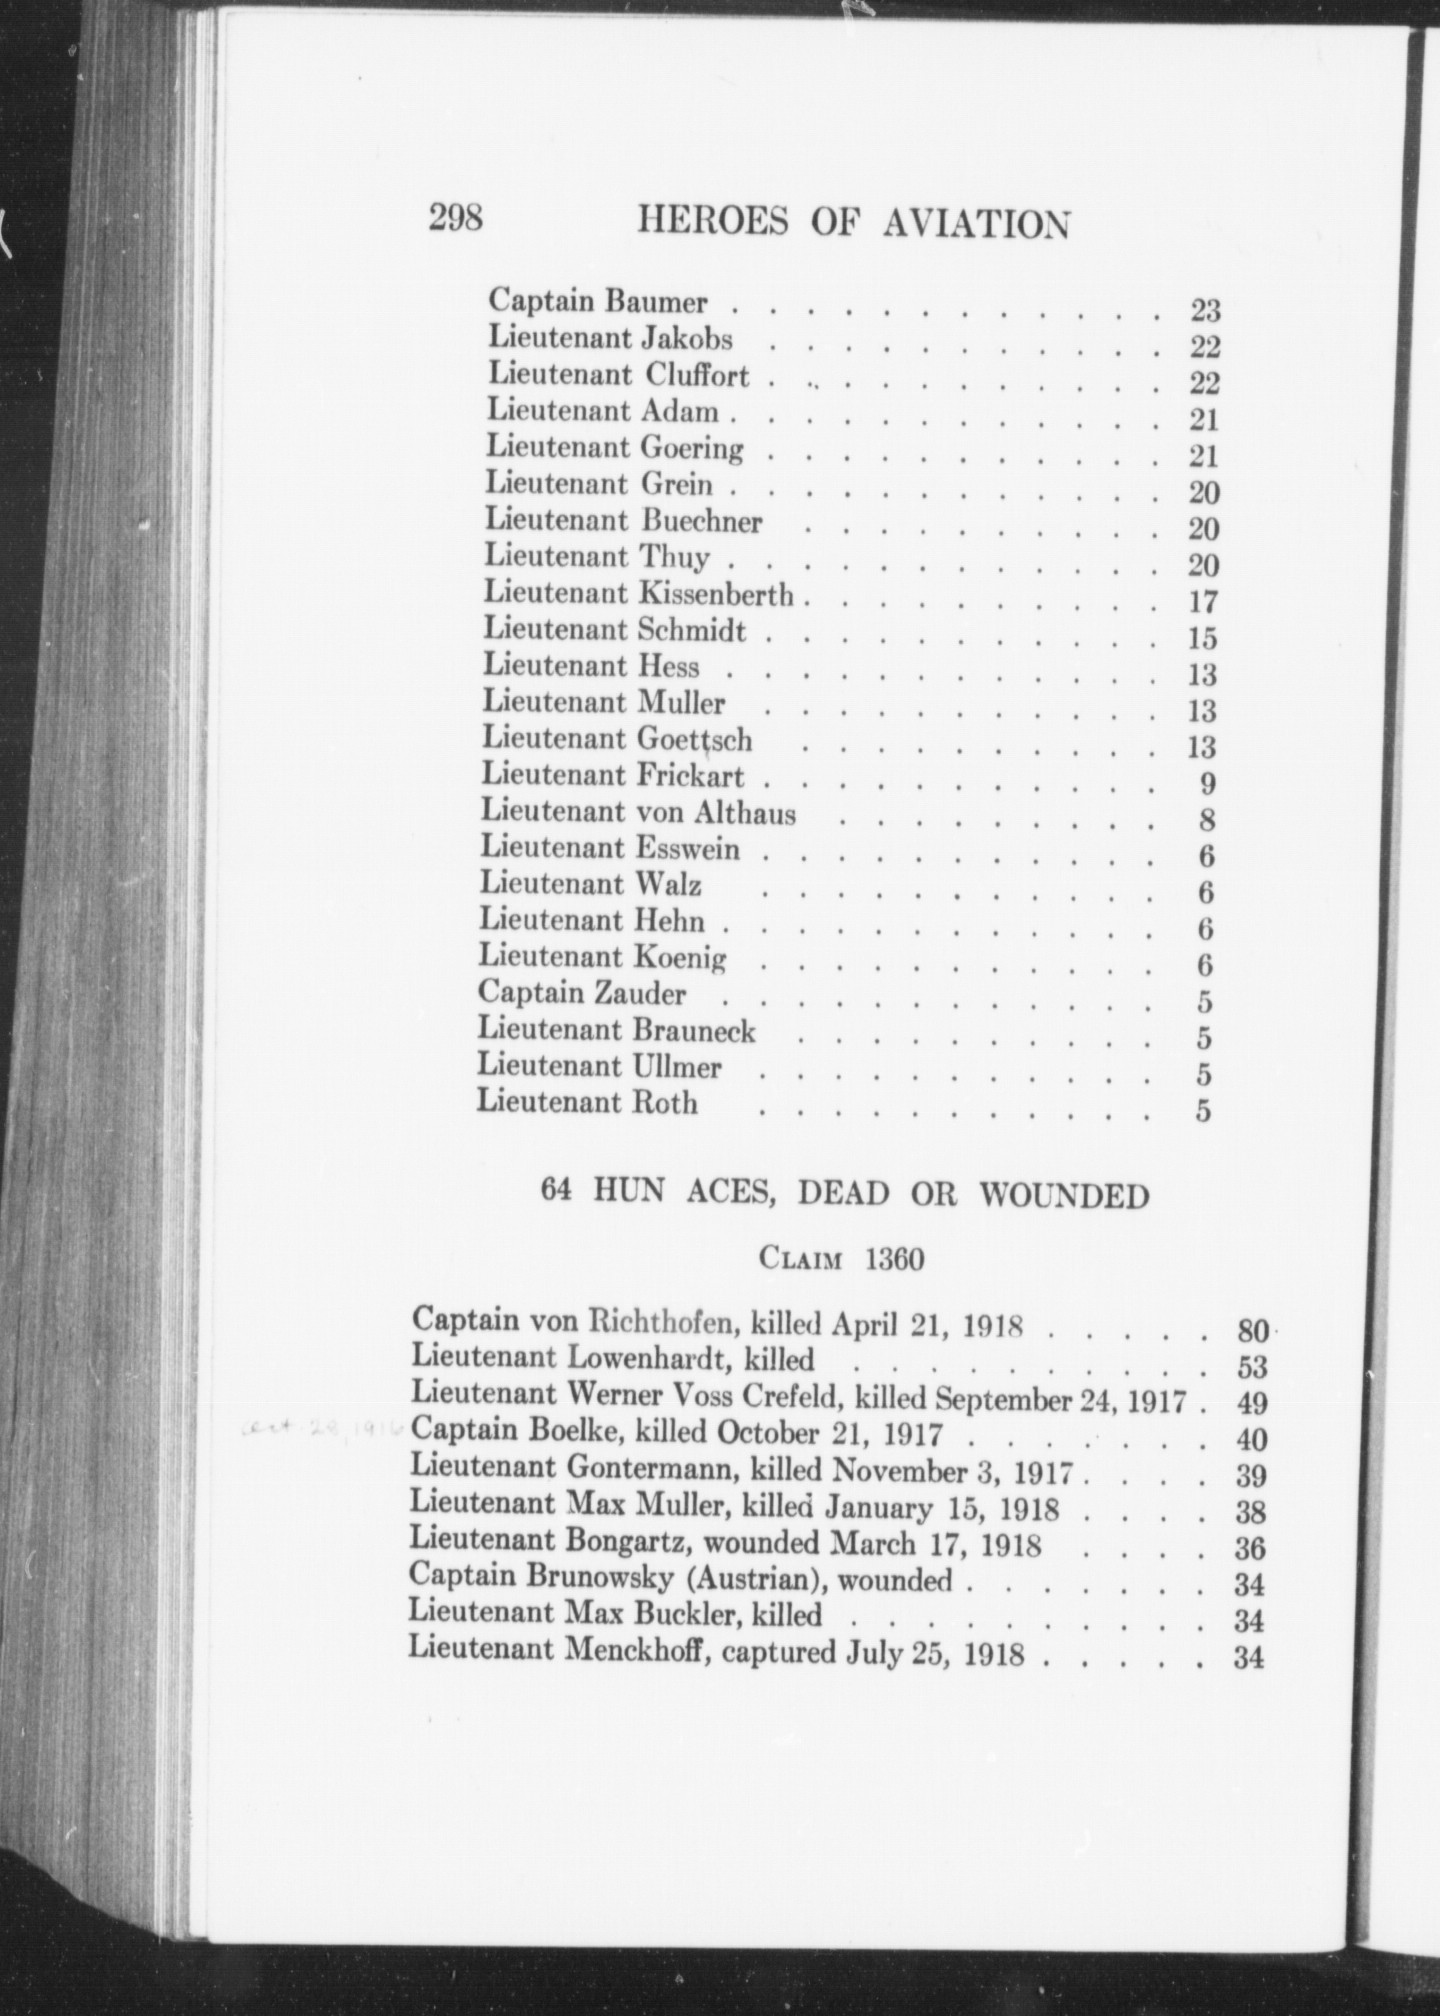 298 HEROES OF AVIATION
Captain Baumer . . . . . . . . . . . . 23
Lieutenant Jakobs . . . . . . . . . . . 22
Lieutenant Cluffort . . . . . . . . . . . 22
Lieutenant Adam . . . . . . . . . . . . 21
Lieutenant Goering . . . . . . . . . . . 21
Lieutenant Grein . . . . . . . . . . . . 20
Lieutenant Buechner . . . . . . . . . . 20
Lieutenant Thuy . . . . . . . . . . . . 20
Lieutenant Kissenberth . . . . . . . . . . 17
Lieutenant Schmidt . . . . . . . . . . . 15
Lieutenant Hess . . . . . . . . . . . . 13
Lieutenant Muller . . . . . . . . . . . 13
Lieutenant Goettsch . . . . . . . . . . 13
Lieutenant Frickart . . . . . . . . . . . 9
Lieutenant von Althaus . . . . . . . . . 8
Lieutenant Esswein . . . . . . . . . . . 6
Lieutenant Walz . . . . . . . . . . . 6
Lieutenant Hehn . . . . . . . . . . . . 6
Lieutenant Koenig . . . . . . . . . . . 6
Captain Zauder . . . . . . . . . . . . 5
Lieutenant Brauneck . . . . . . . . . . 5
Lieutenant Ullmer . . . . . . . . . . . 5
Lieutenant Roth . . . . . . . . . . . 5
64 HUN ACES, DEAD OR WOUNDED
CLAIM 1360
Captain von Richthofen, killed April 21, 1918 . . . . . 80
Lieutenant Lowenhardt, killed . . . . . . . . . . 53
Lieutenant Werner Voss Crefeld, killed September 24, 1917 . 49
28, 1916 Captain Boelke, killed October 21, 1917 . . . . . . . 40
Lieutenant Gontermann, killed November 3, 1917 . . . . 39
Lieutenant Max Muller, killed January 15, 1918 . . . . 38
Lieutenant Bongartz, wounded March 17, 1918 . . . . 36
Captain Brunowsky (Austrian), wounded . . . . . . . 34
Lieutenant Max Buckler, killed . . . . . . . . . . 34
Lieutenant Menckhoff, captured July 25, 1918 . . . . . 34